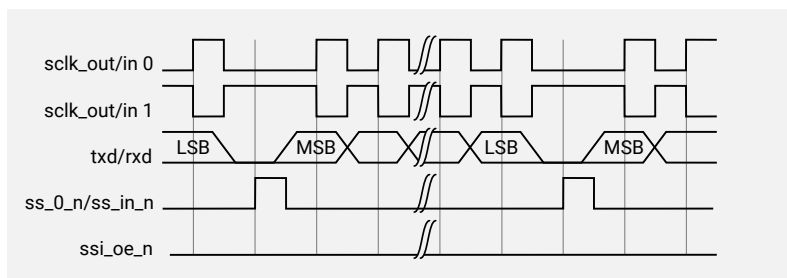 sclk_out/in 0
sclk_out/in 1
txd/rxd LSB MSB LSB MSB
ss_0_n/ss_in_n
ssi_oe_n